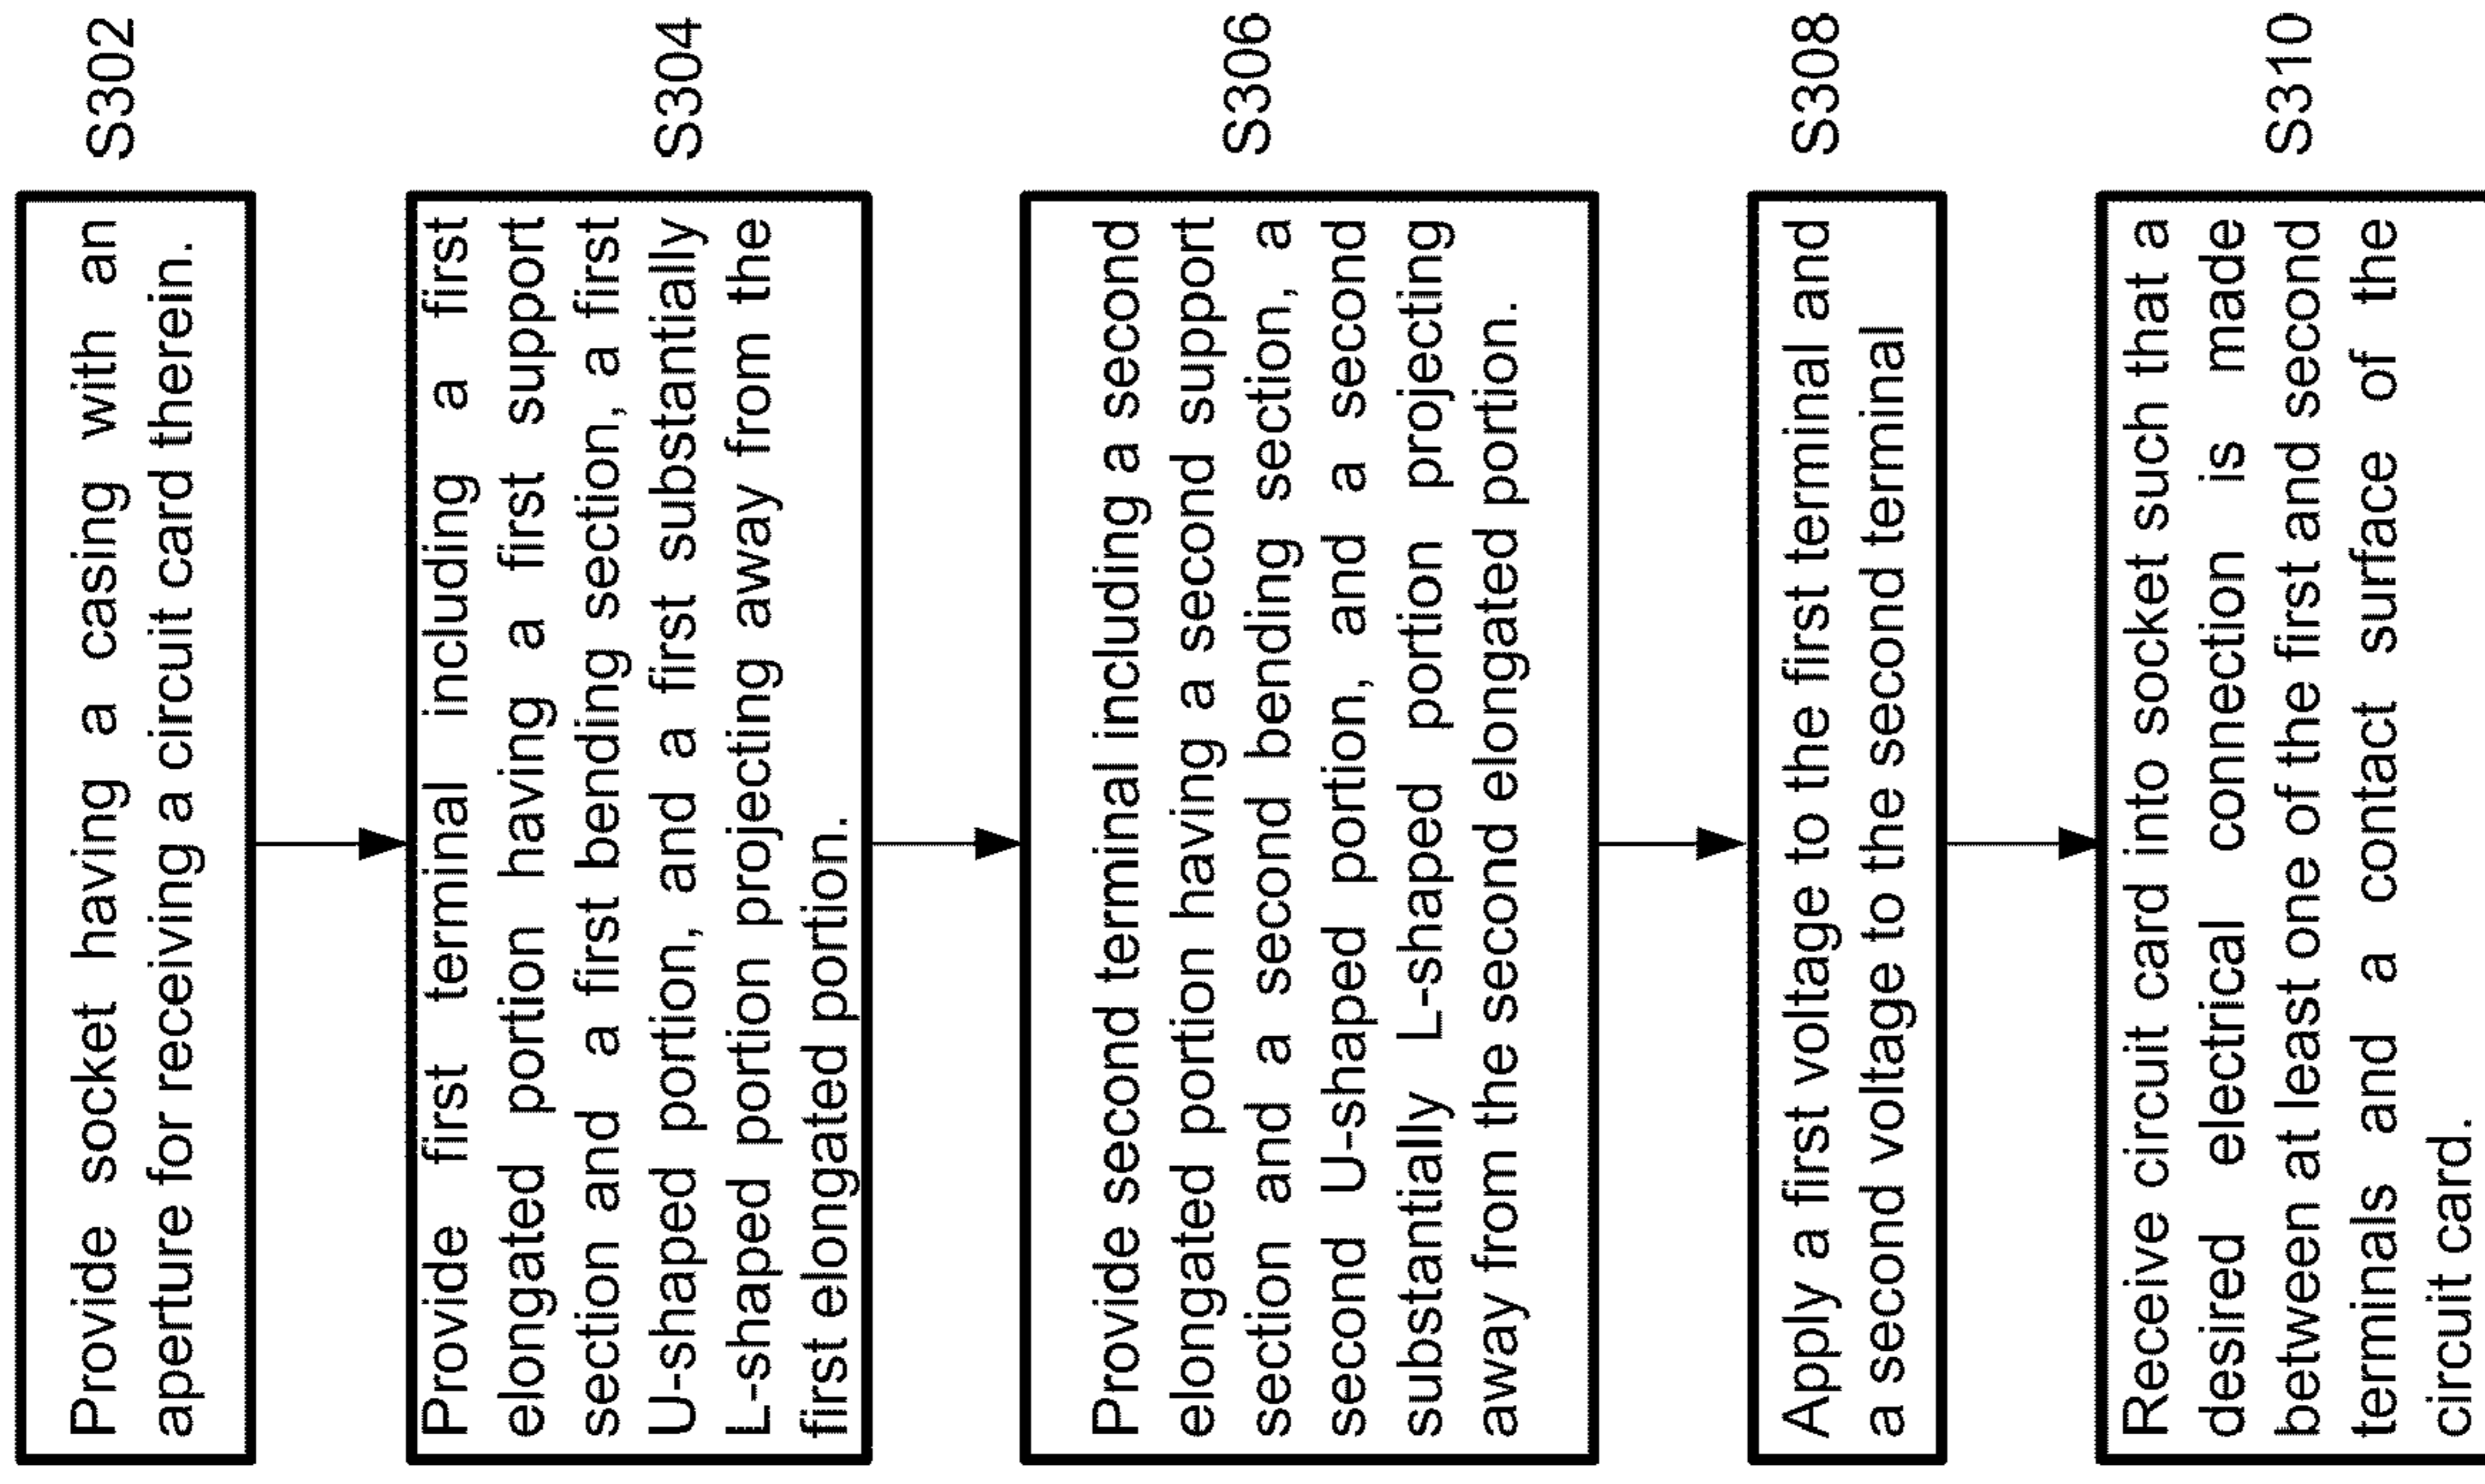 Provide socket having a casing with an
aperture for receiving a circuit card therein.
S302
Provide first terminal including a first
elongated portion having a first support
section and a first bending section, a first
U-shaped portion, and a first substantially
L-shaped portion projecting away from the
first elongated portion.
S304
Provide second terminal including a second
elongated portion having a second support
section and a second bending section, a
second U-shaped portion, and a second
substantially L-shaped portion projecting
away from the second elongated portion.
S306
Apply a first voltage to the first terminal and
a second voltage to the second terminal
S308
Receive circuit card into socket such that a
desired electrical connection is made
between at least one of the first and second
terminals and a contact surface of the
circuit card.
S310